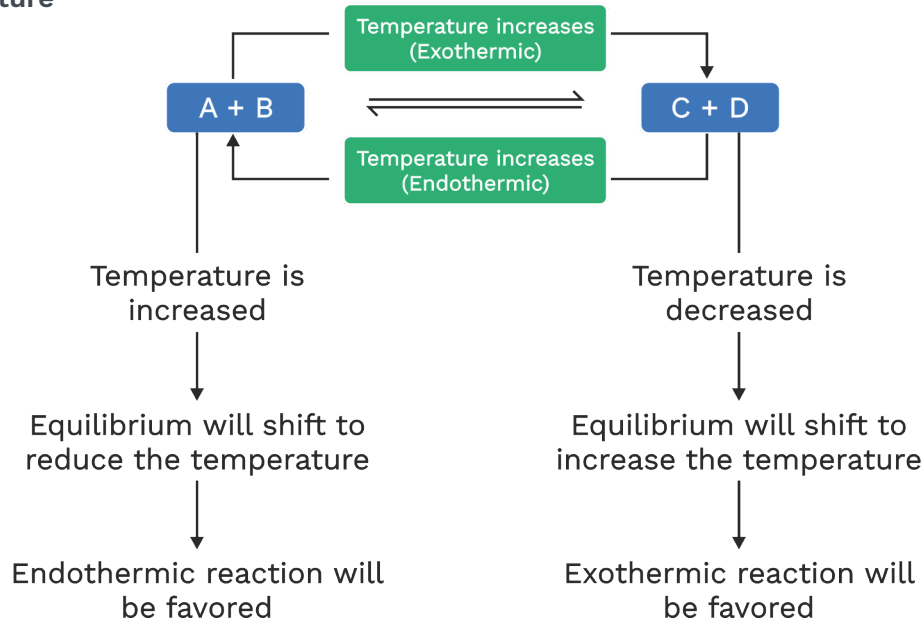 Temperature increases
(Exothermic)
A + B
C + D
Temperature increases
(Endothermic)
Temperature is
increased
Temperature is
decreased
Equilibrium will shift to
reduce the temperature
Equilibrium will shift to
increase the temperature
Endothermic reaction will
be favored
Exothermic reaction will
be favored